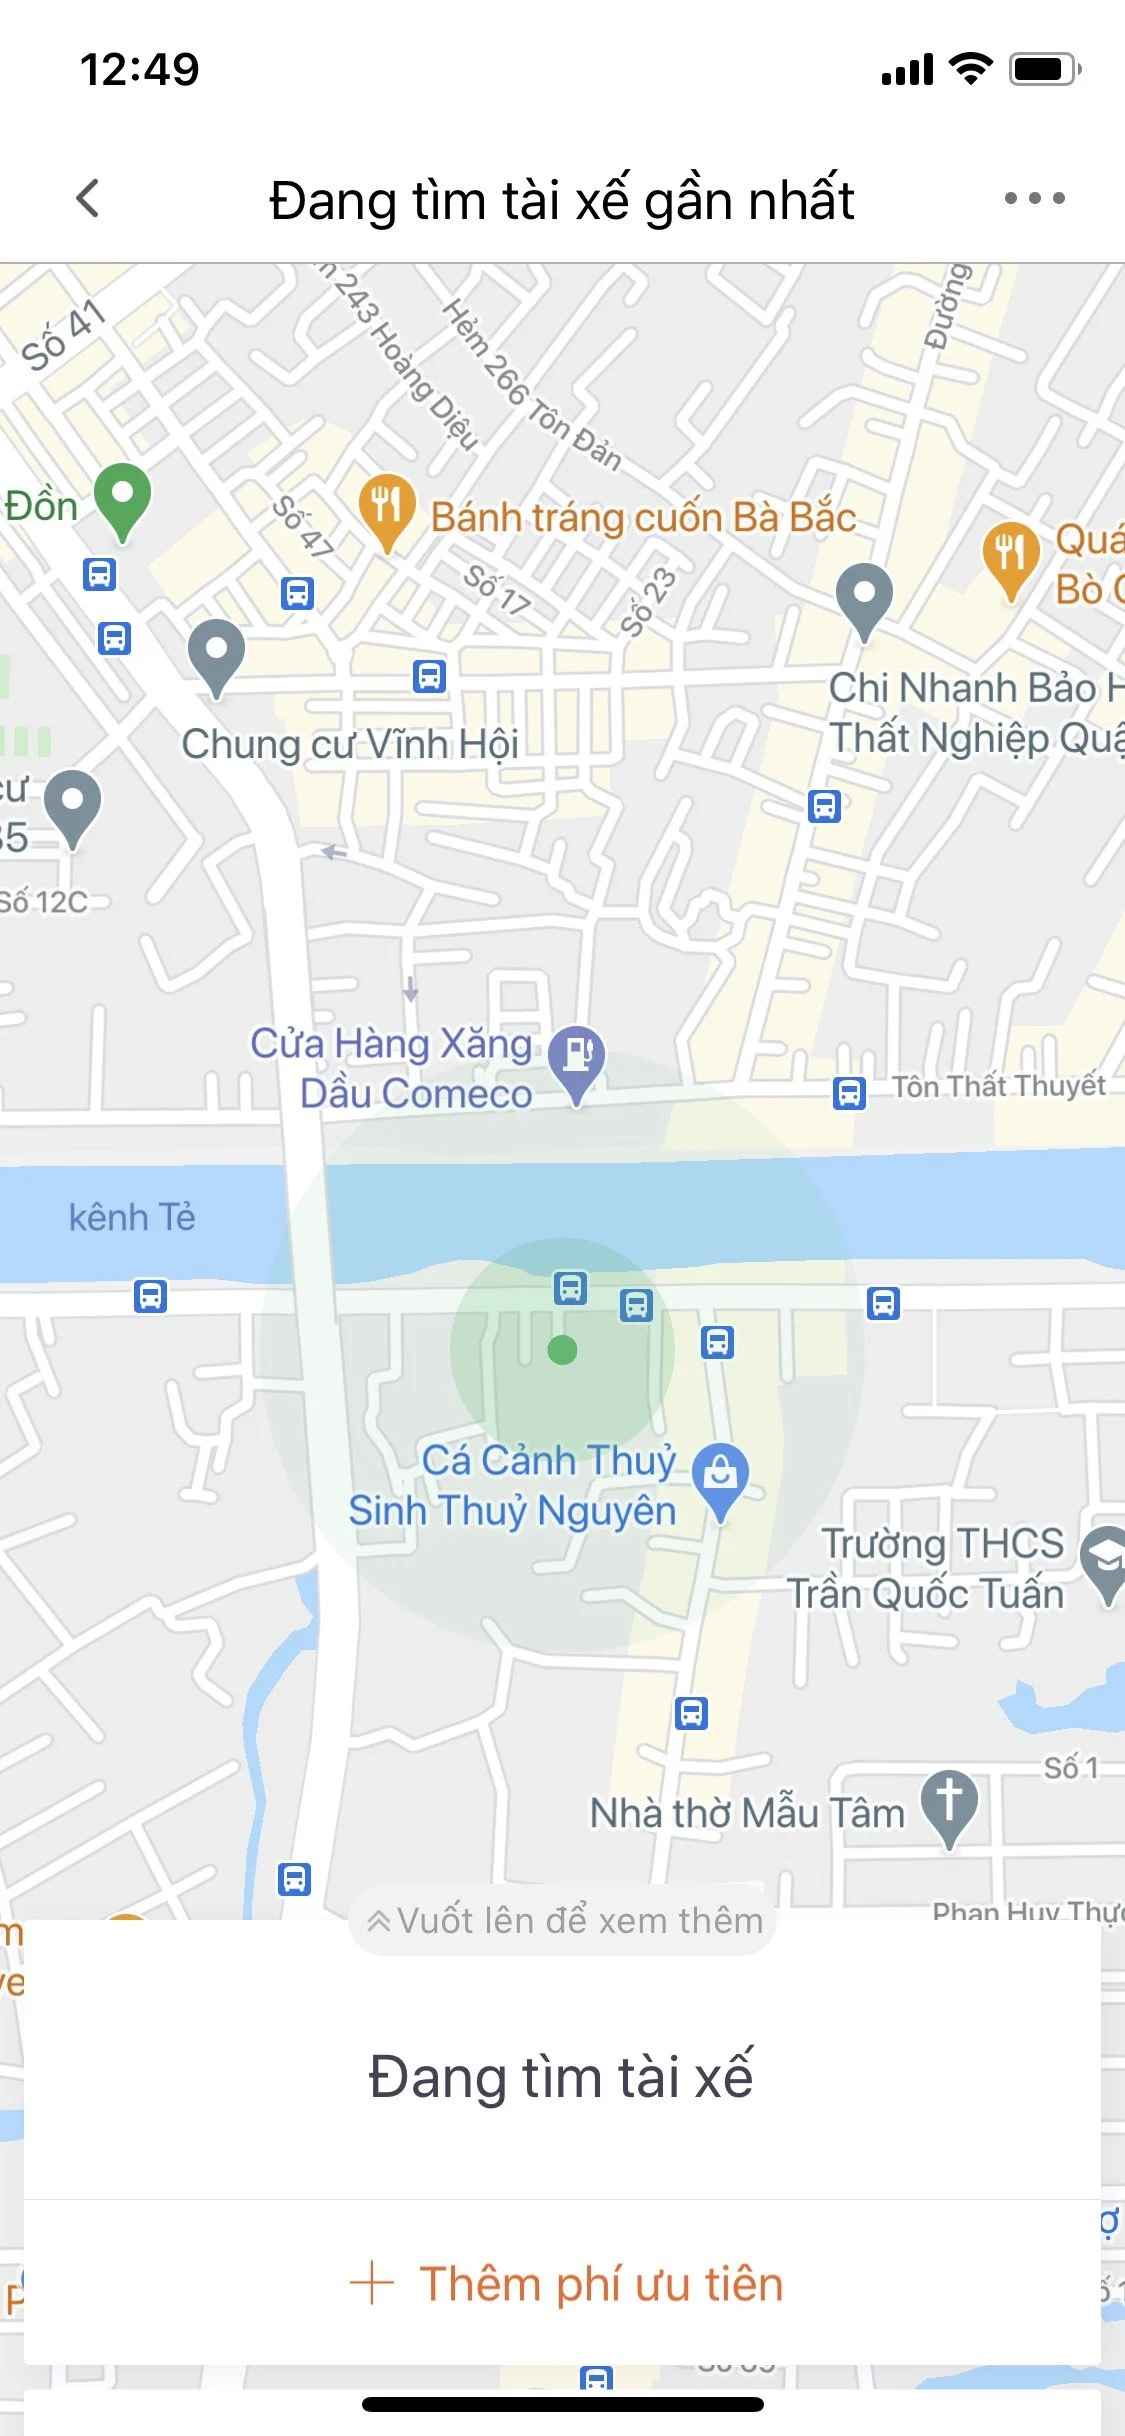 12:49
Đang tìm tài xế gần nhất
Số 41
243 Hoàng Diệu
Hẻm 266 Tôn Đản
Đường
Đồn
Số 47
Bánh tráng cuốn Bà Bắc
Số 17
Số 23
Quá
Bò
Chi Nhanh Bảo H
Thất Nghiệp Quậ
Chung cư Vĩnh Hội
cư
35
Số 12C
Cửa Hàng Xăng
Dầu Comeco
Tôn Thất Thuyết
kênh Tẻ
Cá Cảnh Thuỷ
Sinh Thuỷ Nguyên
Trường THCS
Trần Quốc Tuấn
Số 1
Nhà thờ Mẫu Tâm
Phan Huy Thực
Vuốt lên để xem thêm
Đang tìm tài xế
Thêm phí ưu tiên